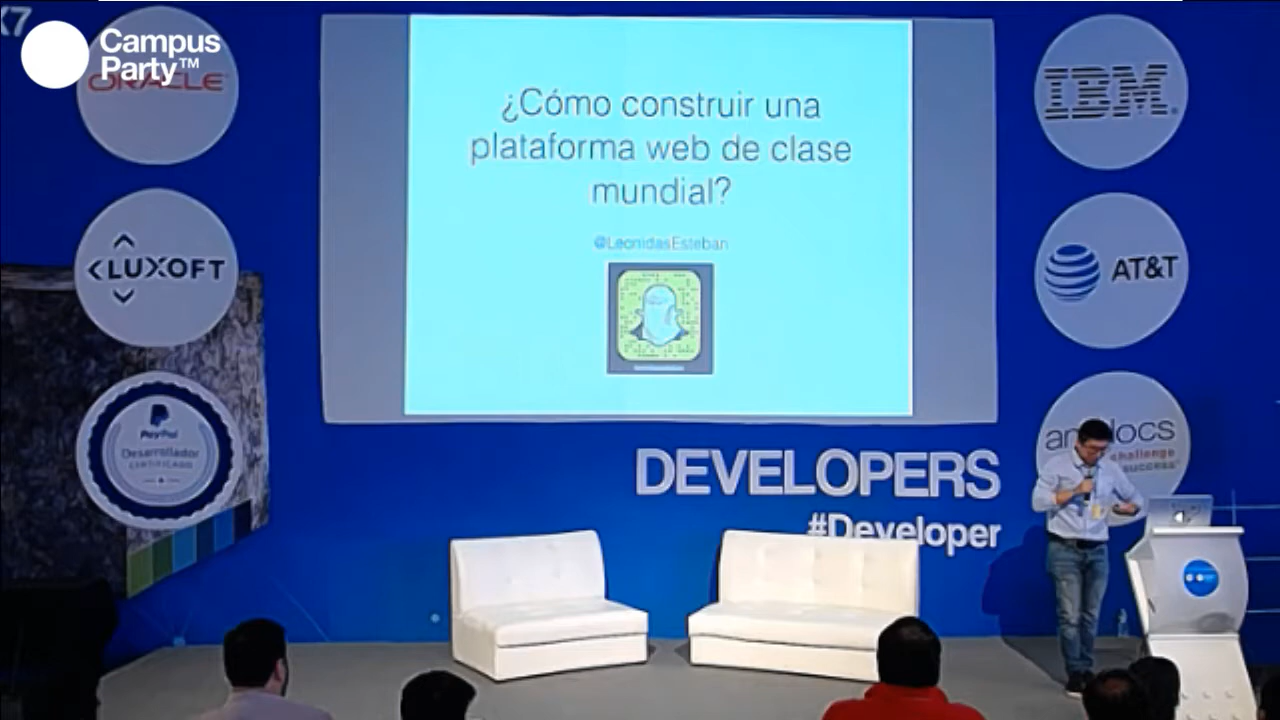 Campus
Party™
ORACLE
¿Cómo construir una
plataforma web de clase
mundial?
@LeonidasEsteban
IBM
LUXOFT
AT&T
PayPal
Desarrollador
CERTIFICADO
docs
challenge
success
DEVELOPERS
#Developer